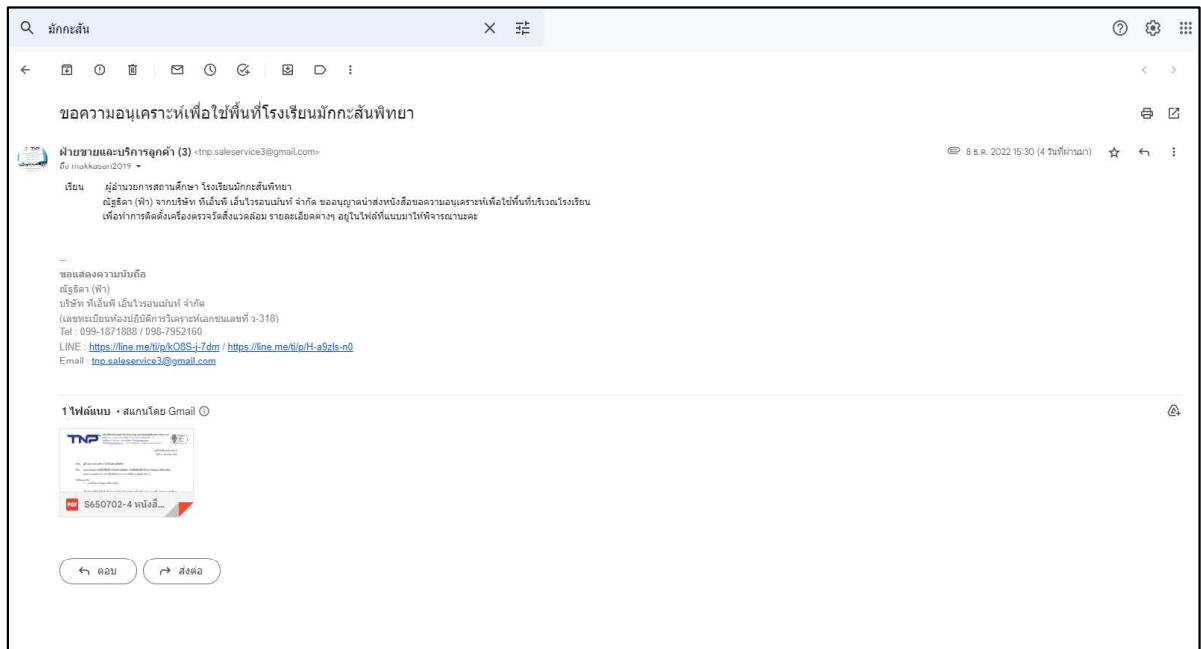 มักกะสัน
ขอความอนุเคราะห์เพื่อใช้พื้นที่โรงเรียนมักกะสันพิทยา
ฝ่ายขายและบริการลูกค้า (3) <tnp.saleservice3@gmail.com>
8 ธ.ค. 2022 15:30 (4 วันที่ผ่านมา)
ถึง makkasan2019
เรียน ผู้อำนวยการสถานศึกษา โรงเรียนมักกะสันพิทยา
ณัฐธิดา (ฟ้า) จากบริษัท ทีเอ็นพี เอ็นไวรอนเม้นท์ จำกัด ขออนุญาตนำส่งหนังสือขอความอนุเคราะห์เพื่อใช้พื้นที่บริเวณโรงเรียน
เพื่อทำการติดตั้งเครื่องตรวจวัดสิ่งแวดล้อม รายละเอียดต่างๆ อยู่ในไฟล์ที่แนบมาให้พิจารณานะคะ
--
ขอแสดงความนับถือ
ณัฐธิดา (ฟ้า)
บริษัท ทีเอ็นพี เอ็นไวรอนเม้นท์ จำกัด
(เลขทะเบียนห้องปฏิบัติการวิเคราะห์เอกชนเลขที่ ว-318)
Tel : 099-1871888 / 098-7952160
LINE : https://line.me/ti/p/kO8S-j-7dm / https://line.me/ti/p/H-a9zls-n0
Email : tnp.saleservice3@gmail.com
1 ไฟล์แนบ • สแกนโดย Gmail
TNP
PDF S650702-4 หนังสื...
ตอบ
ส่งต่อ